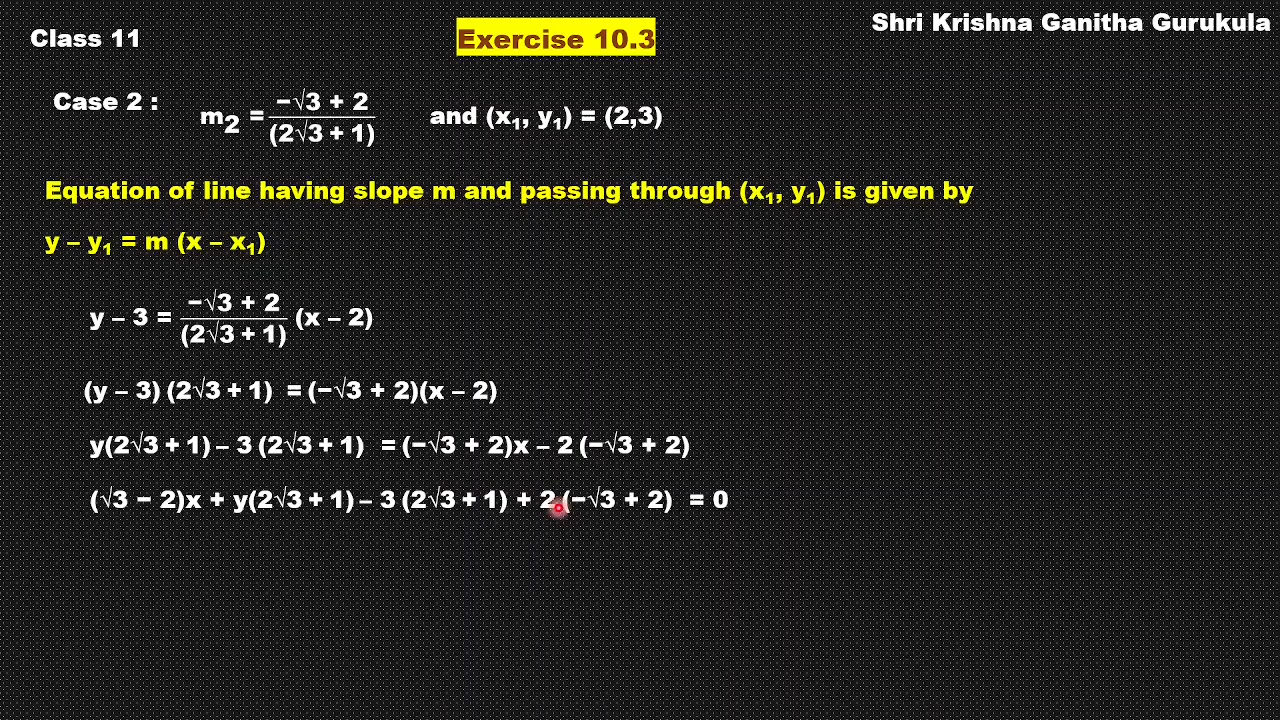 Shri Krishna Ganitha Gurukula
Class 11
Exercise 10.3
Case 2 : m₂ = (−√3 + 2)/(2√3 + 1) and (x₁, y₁) = (2,3)
Equation of line having slope m and passing through (x₁, y₁) is given by
y – y₁ = m (x – x₁)
y – 3 = (−√3 + 2)/(2√3 + 1) (x – 2)
(y – 3) (2√3 + 1) = (−√3 + 2)(x – 2)
y(2√3 + 1) – 3 (2√3 + 1) = (−√3 + 2)x – 2 (−√3 + 2)
(√3 − 2)x + y(2√3 + 1) – 3 (2√3 + 1) + 2 (−√3 + 2) = 0